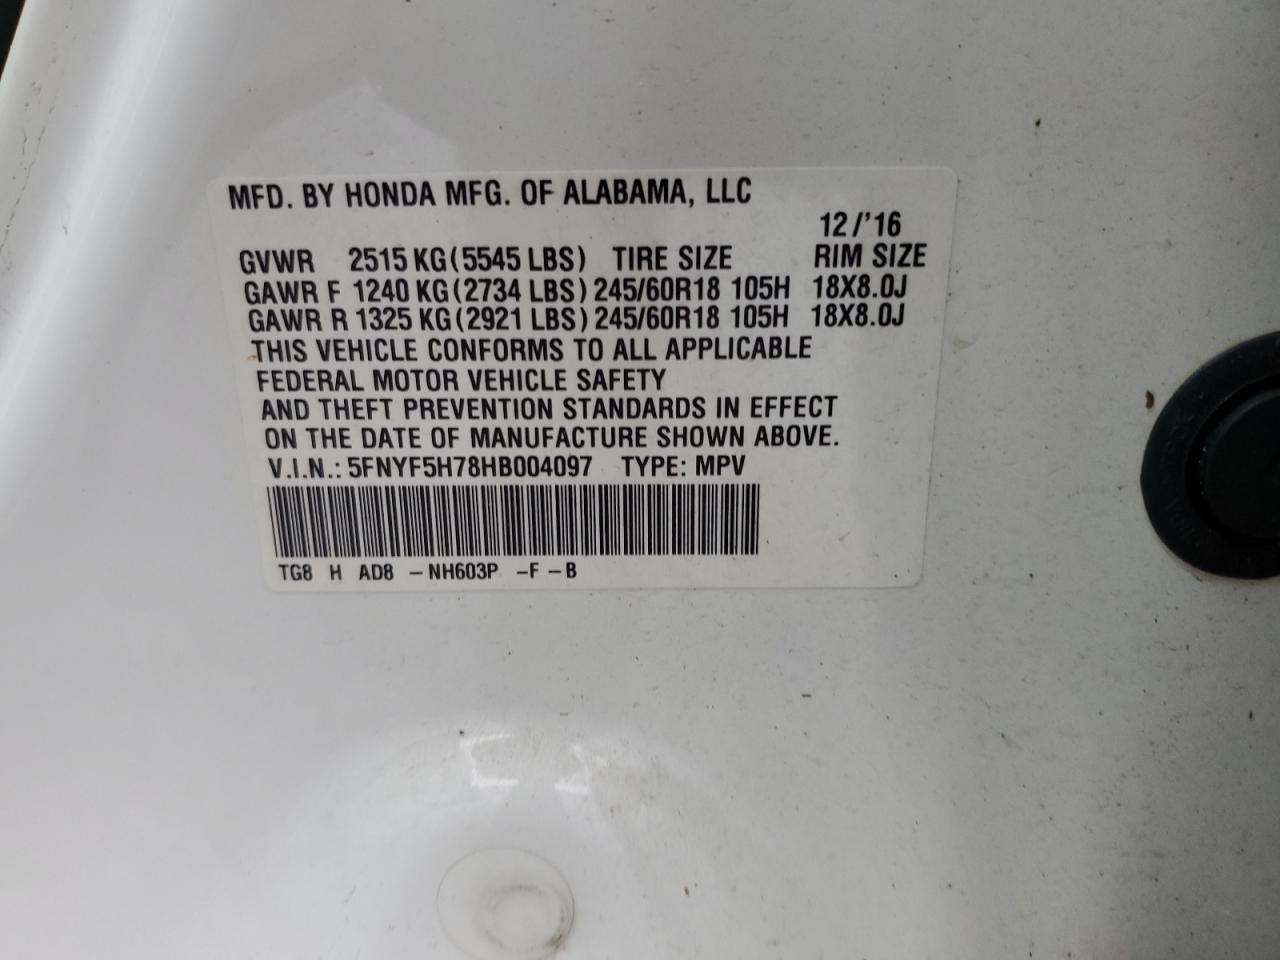 MFD. BY HONDA MFG. OF ALABAMA, LLC
12/'16
GVWR 2515 KG(5545 LBS) TIRE SIZE RIM SIZE
GAWR F 1240 KG(2734 LBS) 245/60R18 105H 18X8.0J
GAWR R 1325 KG(2921 LBS) 245/60R18 105H 18X8.0J
THIS VEHICLE CONFORMS TO ALL APPLICABLE
FEDERAL MOTOR VEHICLE SAFETY
AND THEFT PREVENTION STANDARDS IN EFFECT
ON THE DATE OF MANUFACTURE SHOWN ABOVE.
V.I.N.: 5FNYF5H78HB004097 TYPE: MPV
TG8 H AD8 -NH603P -F -B